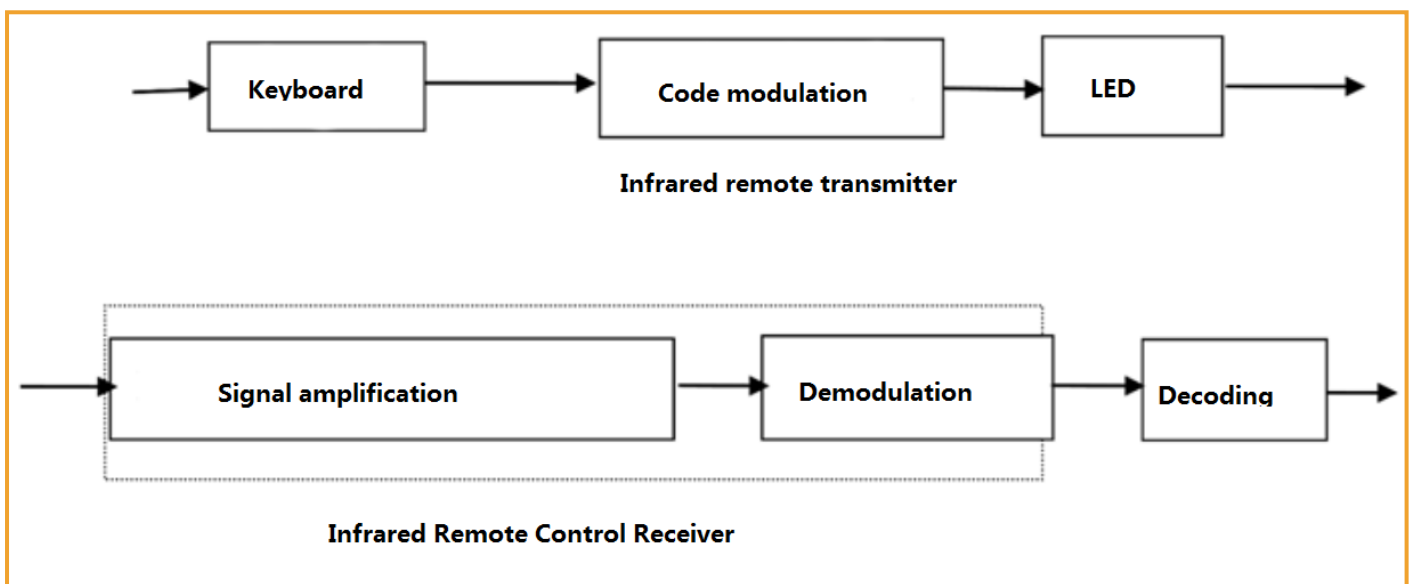 Keyboard
Code modulation
LED
Infrared remote transmitter
Signal amplification
Demodulation
Decoding
Infrared Remote Control Receiver